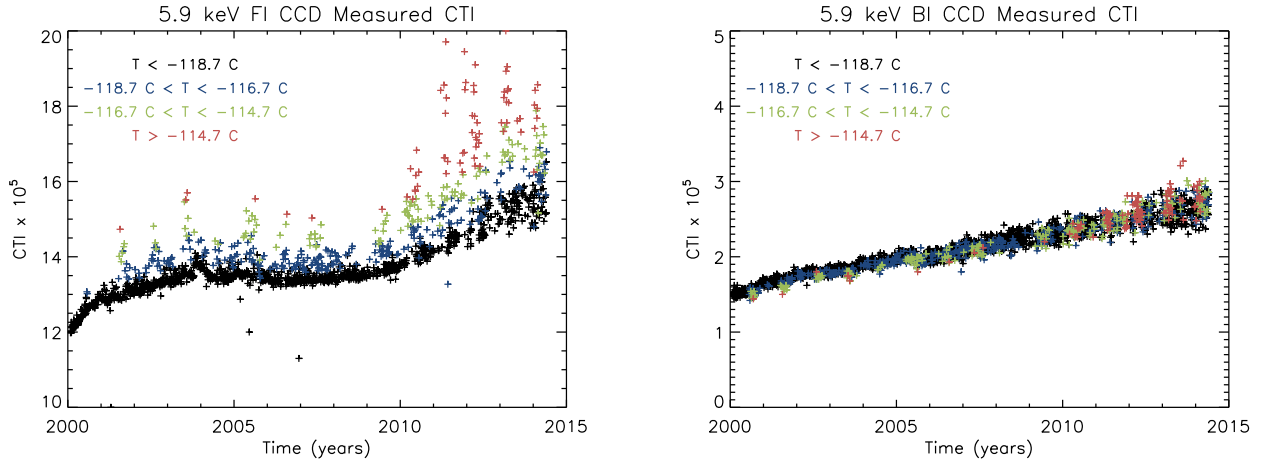 5.9 keV FI CCD Measured CTI
20
18
16
14
12
10
CTI x 10⁵
T < −118.7 C
−118.7 C < T < −116.7 C
−116.7 C < T < −114.7 C
T > −114.7 C
2000 2005 2010 2015
Time (years)
5.9 keV BI CCD Measured CTI
5
4
3
2
1
0
CTI x 10⁵
T < −118.7 C
−118.7 C < T < −116.7 C
−116.7 C < T < −114.7 C
T > −114.7 C
2000 2005 2010 2015
Time (years)